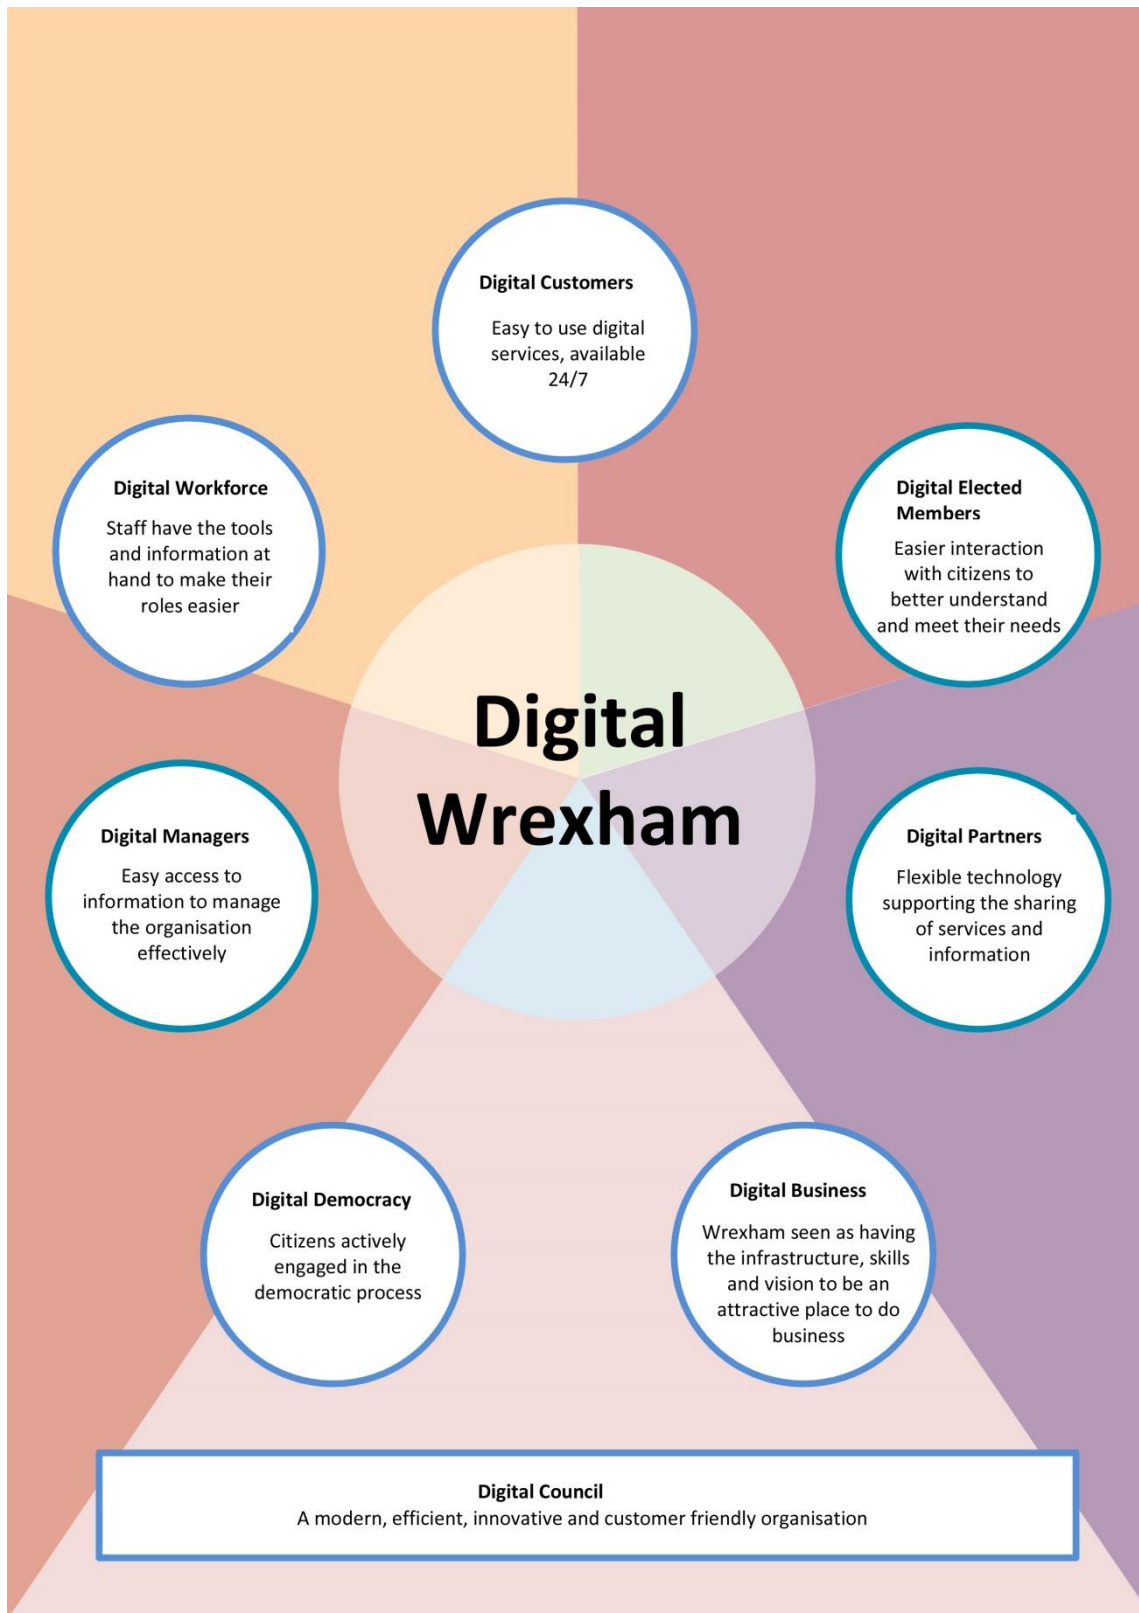 Digital Customers
Easy to use digital
services, available
24/7
Digital Workforce
Staff have the tools
and information at
hand to make their
roles easier
Digital Elected
Members
Easier interaction
with citizens to
better understand
and meet their needs
Digital
Wrexham
Digital Managers
Easy access to
information to manage
the organisation
effectively
Digital Partners
Flexible technology
supporting the sharing
of services and
information
Digital Democracy
Citizens actively
engaged in the
democratic process
Digital Business
Wrexham seen as having
the infrastructure, skills
and vision to be an
attractive place to do
business
Digital Council
A modern, efficient, innovative and customer friendly organisation